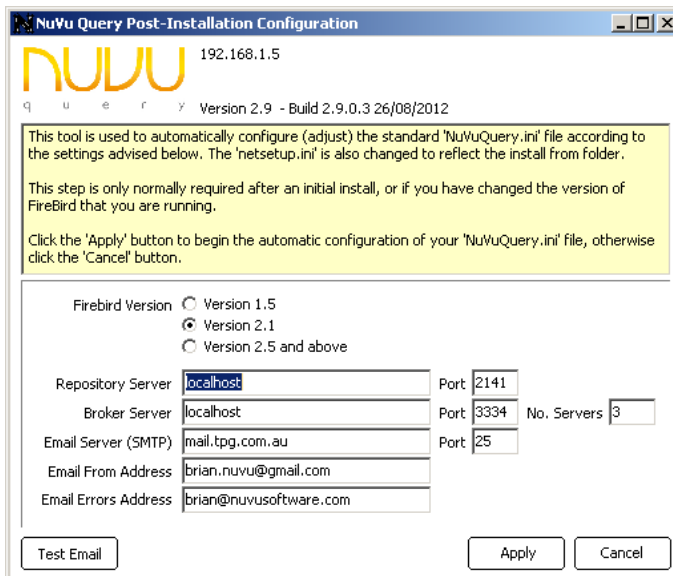 NuVu Query Post-Installation Configuration
nuvu
query
192.168.1.5
Version 2.9 - Build 2.9.0.3 26/08/2012
This tool is used to automatically configure (adjust) the standard 'NuVuQuery.ini' file according to
the settings advised below. The 'netsetup.ini' is also changed to reflect the install from folder.
This step is only normally required after an initial install, or if you have changed the version of
FireBird that you are running.
Click the 'Apply' button to begin the automatic configuration of your 'NuVuQuery.ini' file, otherwise
click the 'Cancel' button.
Firebird Version Version 1.5
Version 2.1
Version 2.5 and above
Repository Server localhost Port 2141
Broker Server localhost Port 3334 No. Servers 3
Email Server (SMTP) mail.tpg.com.au Port 25
Email From Address brian.nuvu@gmail.com
Email Errors Address brian@nuvusoftware.com
Test Email Apply Cancel